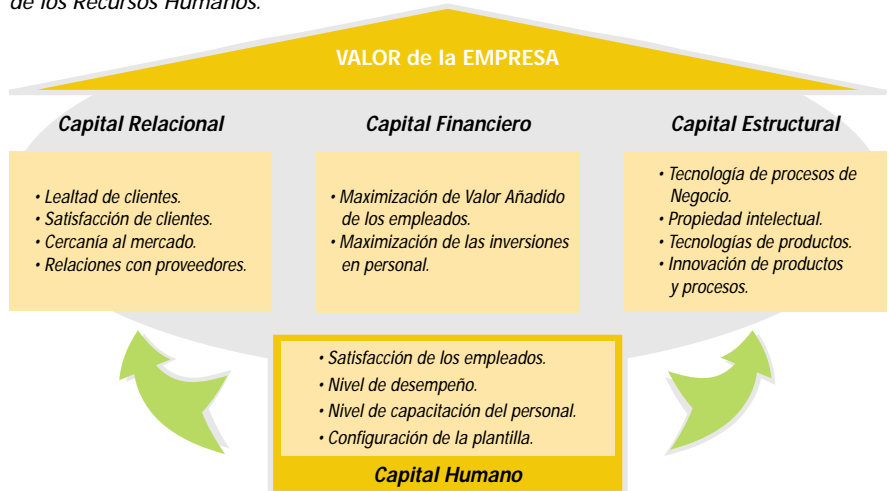 de los Recursos Humanos.
VALOR de la EMPRESA
Capital Relacional
• Lealtad de clientes.
• Satisfacción de clientes.
• Cercanía al mercado.
• Relaciones con proveedores.
Capital Financiero
• Maximización de Valor Añadido
de los empleados.
• Maximización de las inversiones
en personal.
Capital Estructural
• Tecnología de procesos de
Negocio.
• Propiedad intelectual.
• Tecnologías de productos.
• Innovación de productos
y procesos.
• Satisfacción de los empleados.
• Nivel de desempeño.
• Nivel de capacitación del personal.
• Configuración de la plantilla.
Capital Humano